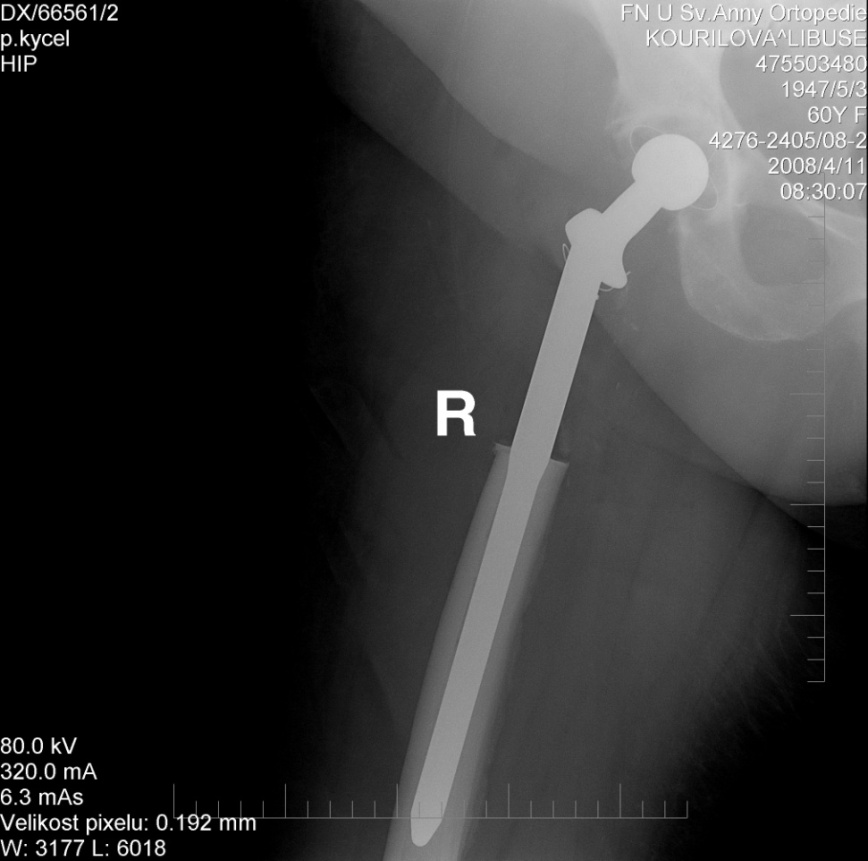 DX/66561/2
p.kycel
HIP
FN U Sv.Anny Ortopedie
KOURILOVA^LIBUSE
475503480
1947/5/3
60Y F
4276-2405/08-2
2008/4/11
08:30:07
R
80.0 kV
320.0 mA
6.3 mAs
Velikost pixelu: 0.192 mm
W: 3177 L: 6018